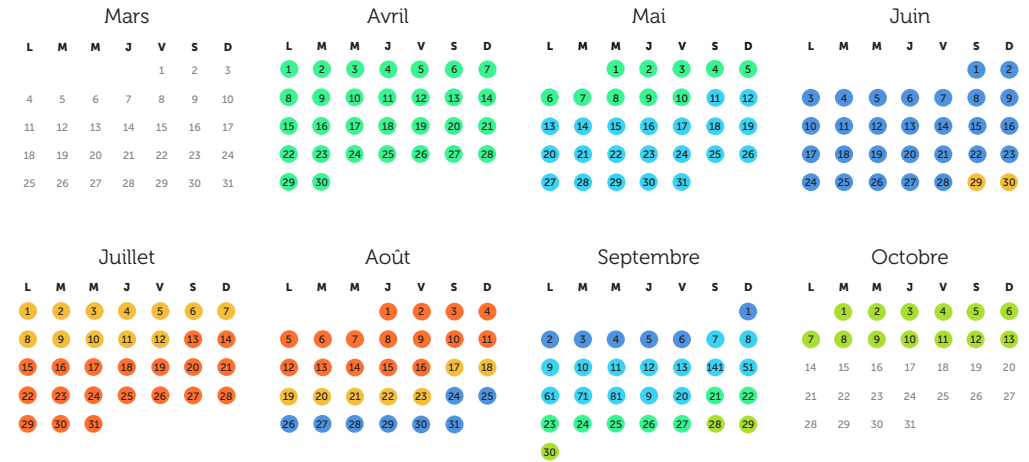 Mars
L M M J V S D
1 2 3
4 5 6 7 8 9 10
11 12 13 14 15 16 17
18 19 20 21 22 23 24
25 26 27 28 29 30 31
Avril
L M M J V S D
1 2 3 4 5 6 7
8 9 10 11 12 13 14
15 16 17 18 19 20 21
22 23 24 25 26 27 28
29 30
Mai
L M M J V S D
1 2 3 4 5
6 7 8 9 10 11 12
13 14 15 16 17 18 19
20 21 22 23 24 25 26
27 28 29 30 31
Juin
L M M J V S D
1 2
3 4 5 6 7 8 9
10 11 12 13 14 15 16
17 18 19 20 21 22 23
24 25 26 27 28 29 30
Juillet
L M M J V S D
1 2 3 4 5 6 7
8 9 10 11 12 13 14
15 16 17 18 19 20 21
22 23 24 25 26 27 28
29 30 31
Août
L M M J V S D
1 2 3 4
5 6 7 8 9 10 11
12 13 14 15 16 17 18
19 20 21 22 23 24 25
26 27 28 29 30 31
Septembre
L M M J V S D
1
2 3 4 5 6 7 8
9 10 11 12 13 141 51
61 71 81 9 20 21 22
23 24 25 26 27 28 29
30
Octobre
L M M J V S D
1 2 3 4 5 6
7 8 9 10 11 12 13
14 15 16 17 18 19 20
21 22 23 24 25 26 27
28 29 30 31